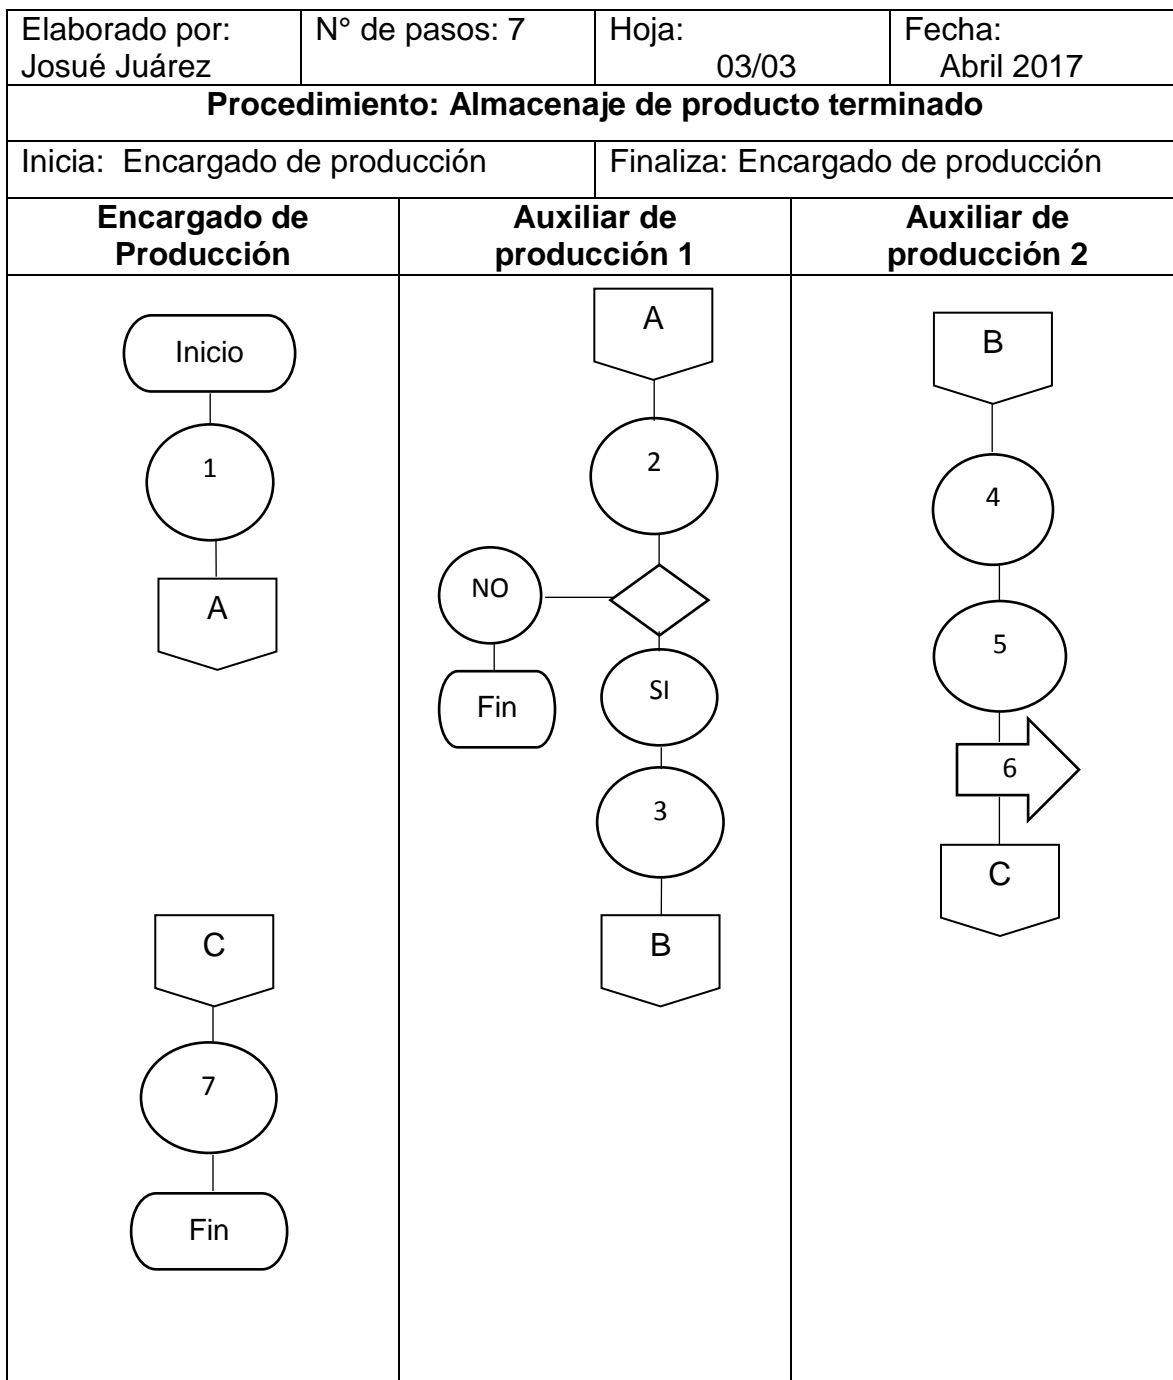 Elaborado por:
Josué Juárez
N° de pasos: 7
Hoja:
03/03
Fecha:
Abril 2017
Procedimiento: Almacenaje de producto terminado
Inicia: Encargado de producción
Finaliza: Encargado de producción
Encargado de
Producción
Auxiliar de
producción 1
Auxiliar de
producción 2
Inicio
1
A
C
7
Fin
A
2
NO
Fin
SI
3
B
B
4
5
6
C